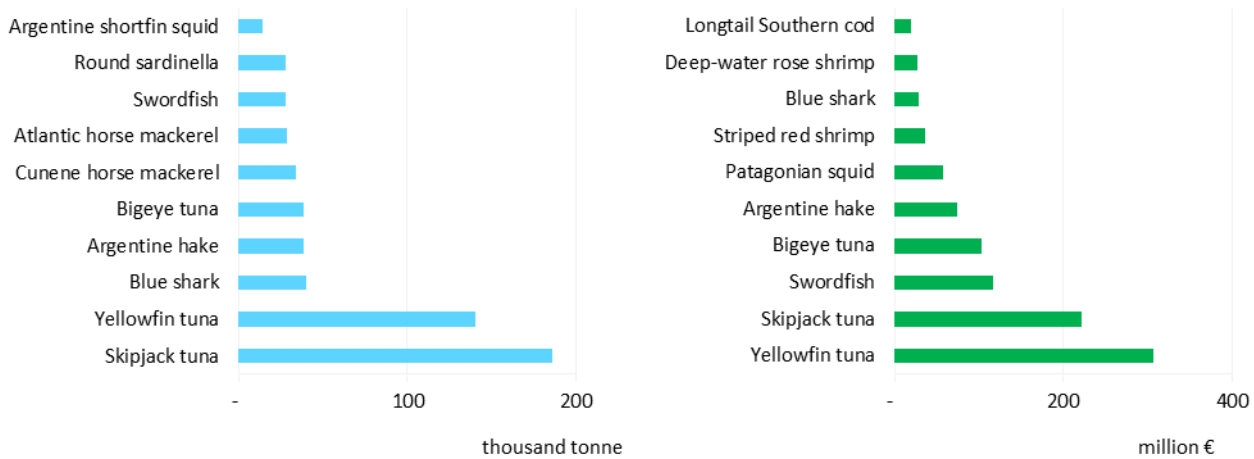 Argentine shortfin squid
Round sardinella
Swordfish
Atlantic horse mackerel
Cunene horse mackerel
Bigeye tuna
Argentine hake
Blue shark
Yellowfin tuna
Skipjack tuna
- 100 200
thousand tonne
Longtail Southern cod
Deep-water rose shrimp
Blue shark
Striped red shrimp
Patagonian squid
Argentine hake
Bigeye tuna
Swordfish
Skipjack tuna
Yellowfin tuna
- 200 400
million €